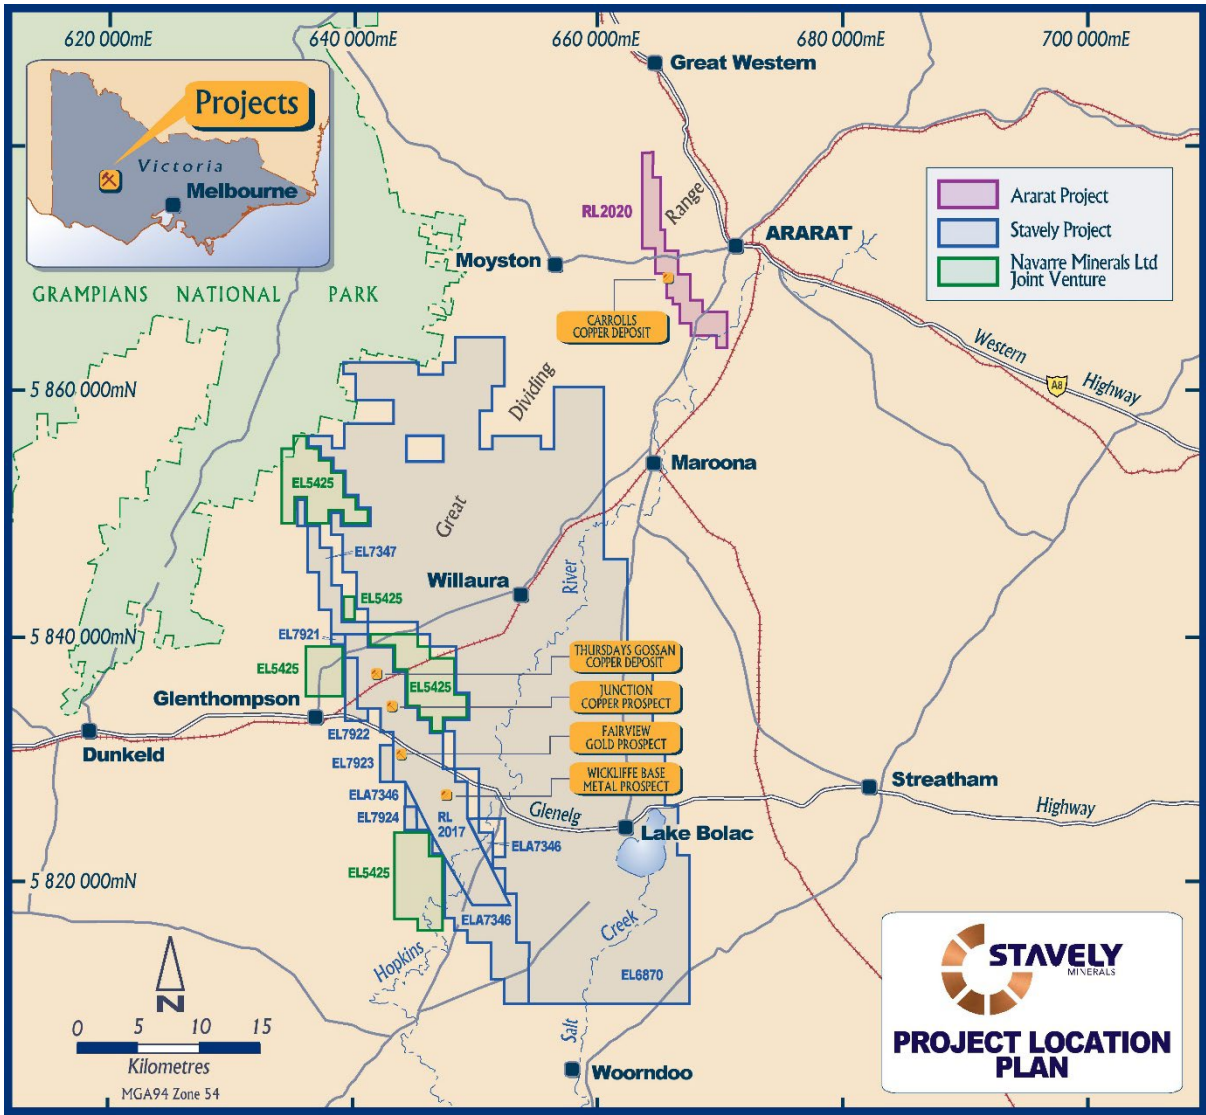 620 000mE
640 000mE
660 000mE
680 000mE
700 000mE
Projects
Victoria
Melbourne
Great Western
RL2020
Range
ARARAT
Moyston
Ararat Project
Stavely Project
Navarre Minerals Ltd
Joint Venture
GRAMPIANS NATIONAL PARK
CARROLLS
COPPER DEPOSIT
Western
Highway
A8
5 860 000mN
Dividing
Maroona
EL5425
Great
EL7347
Willaura
River
EL5425
EL7921
5 840 000mN
THURSDAYS GOSSAN
COPPER DEPOSIT
EL5425
EL5425
JUNCTION
COPPER PROSPECT
Glenthompson
EL7922
FAIRVIEW
GOLD PROSPECT
Dunkeld
EL7923
WICKLIFFE BASE
METAL PROSPECT
Streatham
ELA7346
EL7924
RL
2017
Glenelg
Highway
Lake Bolac
ELA7346
EL5425
5 820 000mN
ELA7346
Creek
Hopkins
EL6870
Salt
Woorndoo
N
0 5 10 15
Kilometres
MGA94 Zone 54
STAVELY
MINERALS
PROJECT LOCATION
PLAN